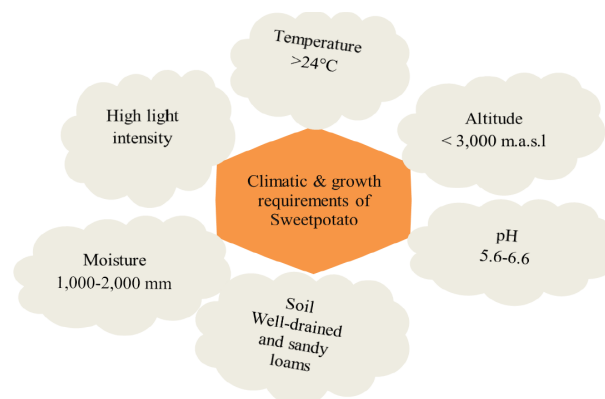 Temperature
>24°C
High light
intensity
Altitude
< 3,000 m.a.s.l
Climatic & growth
requirements of
Sweetpotato
Moisture
1,000-2,000 mm
pH
5.6-6.6
Soil
Well-drained
and sandy
loams